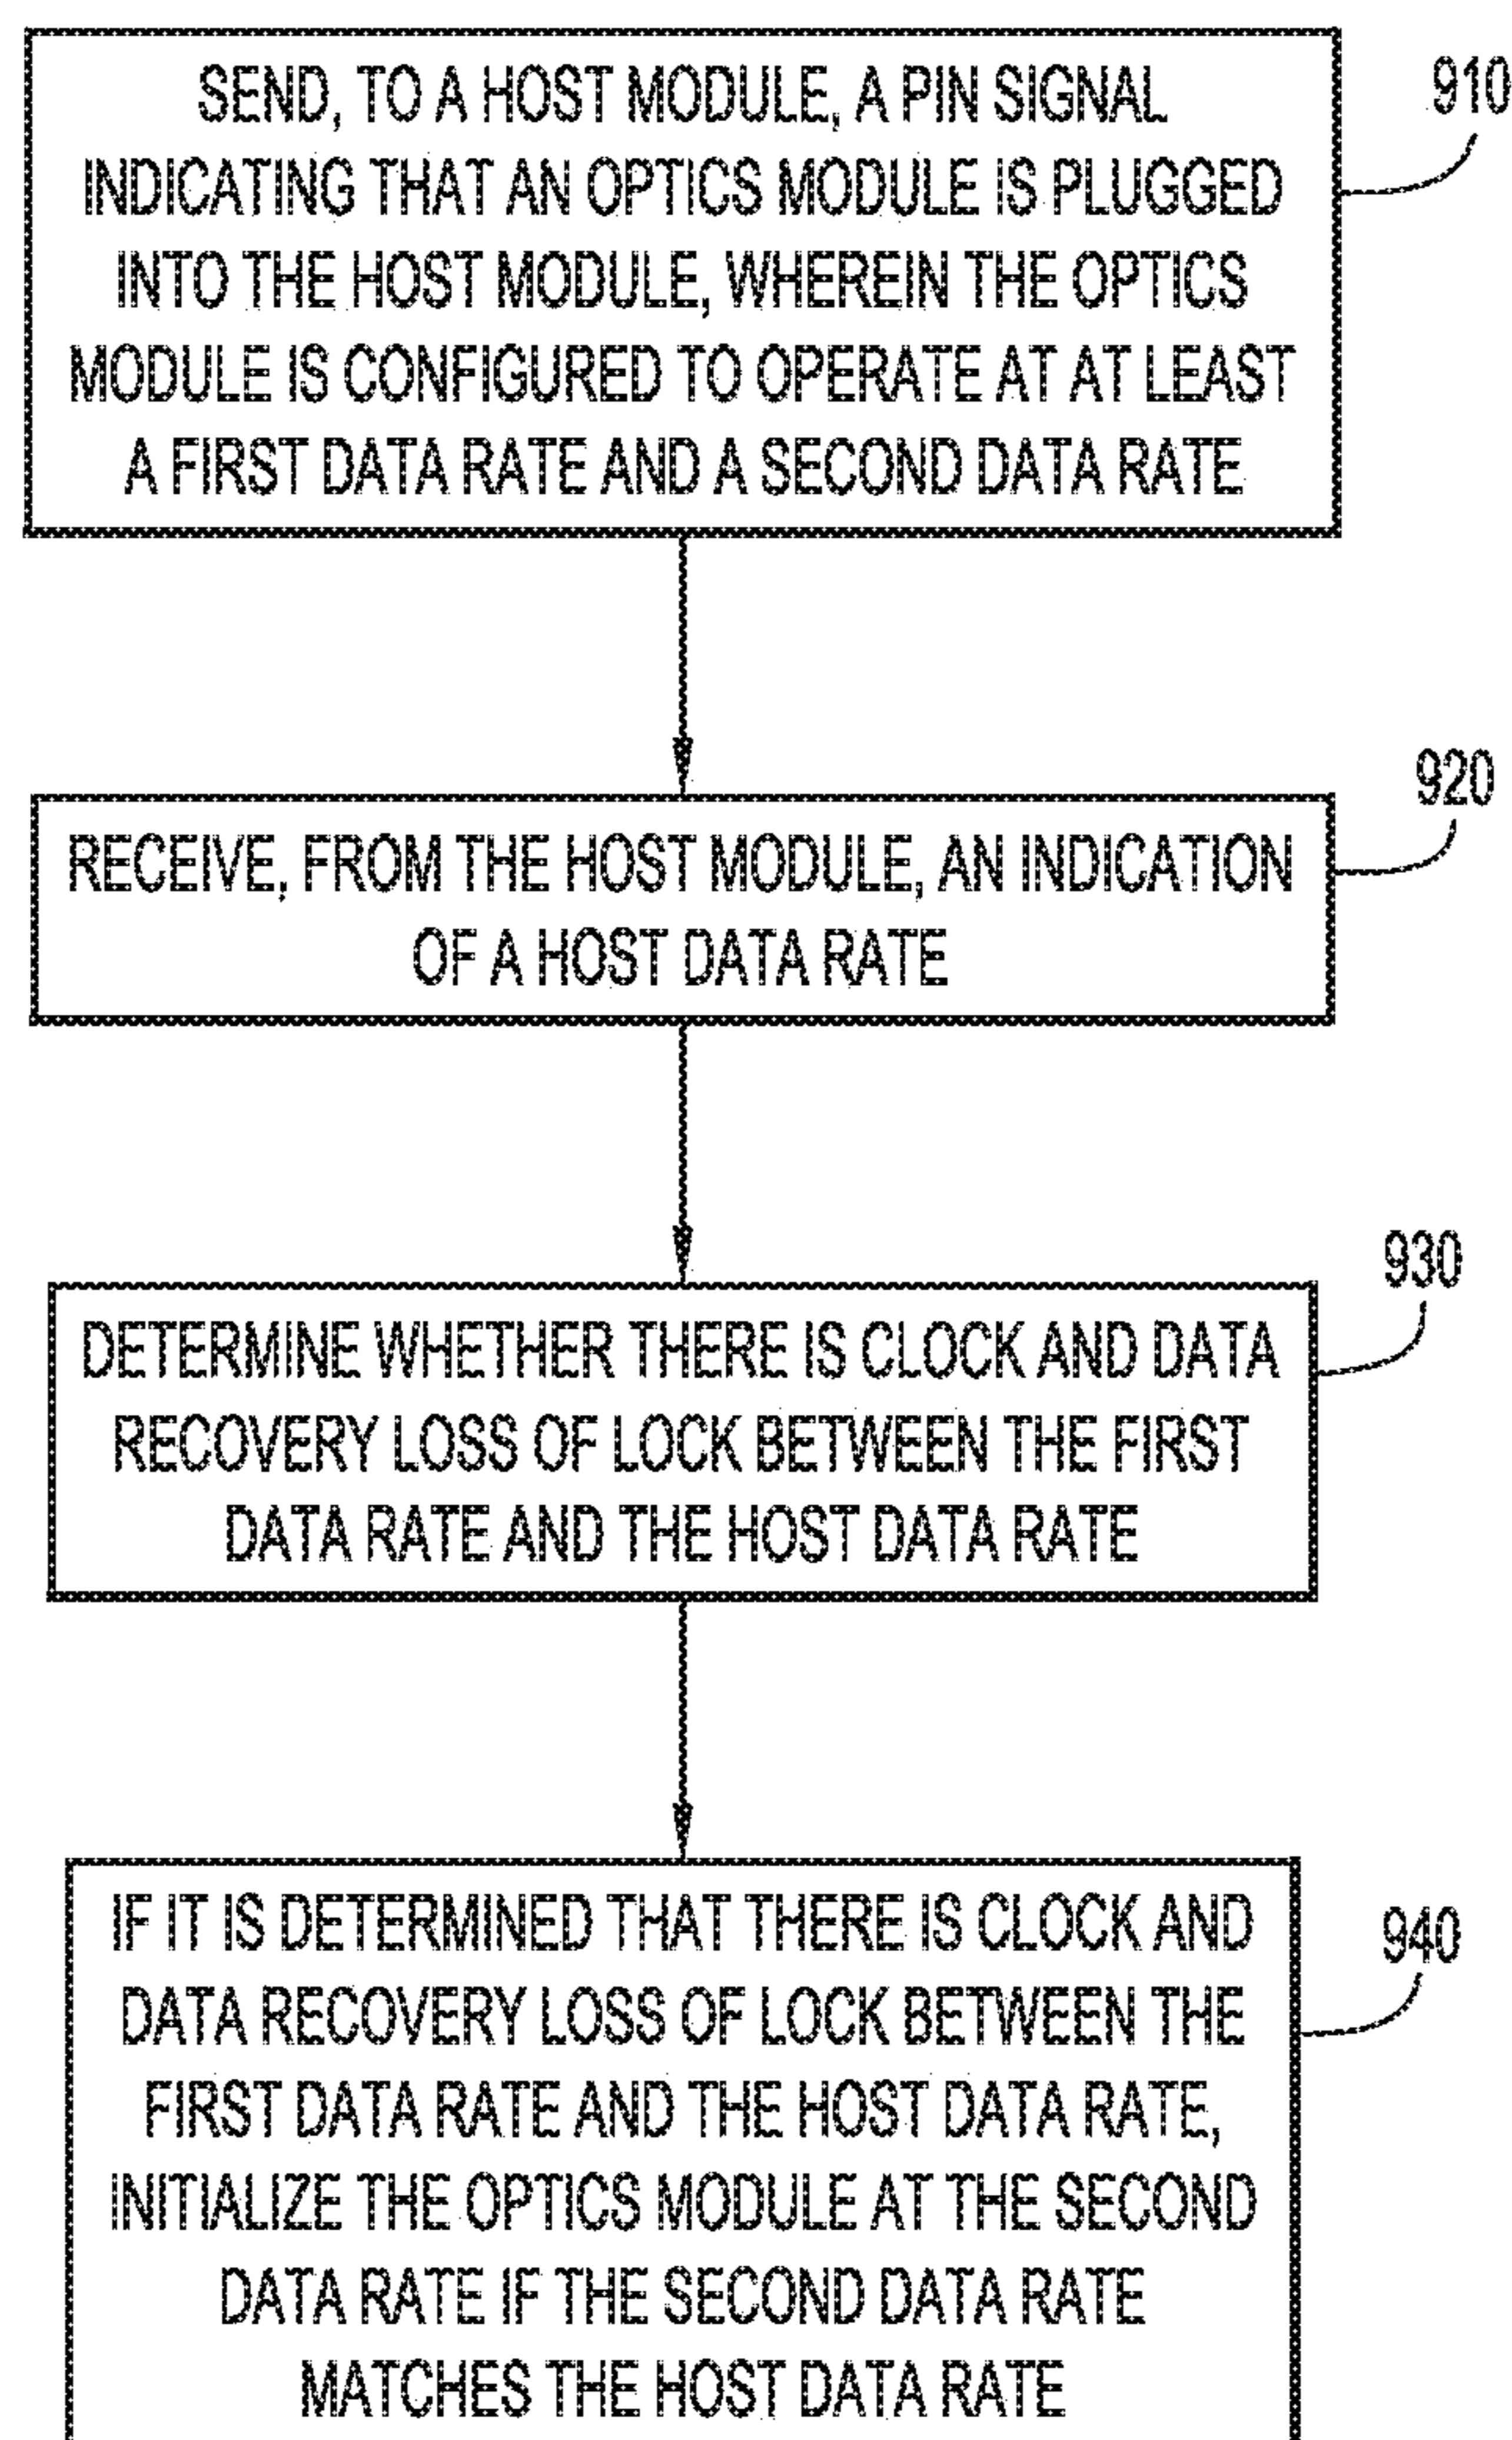 SEND, TO A HOST MODULE, A PIN SIGNAL
INDICATING THAT AN OPTICS MODULE IS PLUGGED
INTO THE HOST MODULE, WHEREIN THE OPTICS
MODULE IS CONFIGURED TO OPERATE AT AT LEAST
A FIRST DATA RATE AND A SECOND DATA RATE
910
RECEIVE, FROM THE HOST MODULE, AN INDICATION
OF A HOST DATA RATE
920
DETERMINE WHETHER THERE IS CLOCK AND DATA
RECOVERY LOSS OF LOCK BETWEEN THE FIRST
DATA RATE AND THE HOST DATA RATE
930
IF IT IS DETERMINED THAT THERE IS CLOCK AND
DATA RECOVERY LOSS OF LOCK BETWEEN THE
FIRST DATA RATE AND THE HOST DATA RATE,
INITIALIZE THE OPTICS MODULE AT THE SECOND
DATA RATE IF THE SECOND DATA RATE
MATCHES THE HOST DATA RATE
940